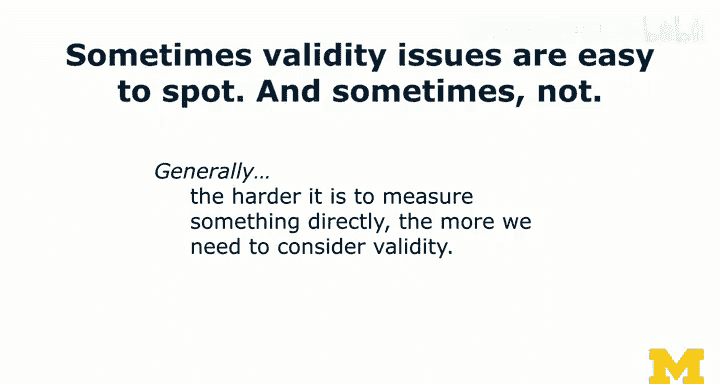 Sometimes validity issues are easy
to spot. And sometimes, not.
Generally…
the harder it is to measure
something directly, the more we
need to consider validity.
M